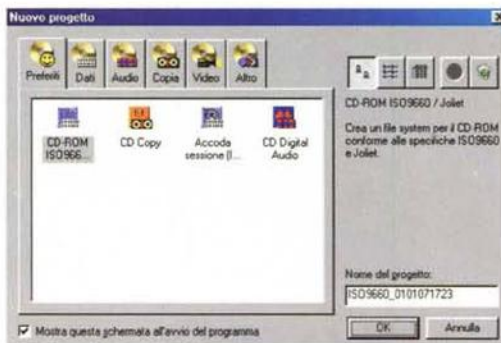 Nuovo progetto
Preferiti Dati Audio Copia Video Altro
CD-ROM ISO966...
CD Copy
Accoda sessione (I...
CD Digital Audio
CD-ROM ISO9660 / Joliet
Crea un file system per il CD-ROM
conforme alle specifiche ISO9660
e Joliet.
Nome del progetto:
ISO9660_0101071723
Mostra questa schermata all'avvio del programma
OK Annulla